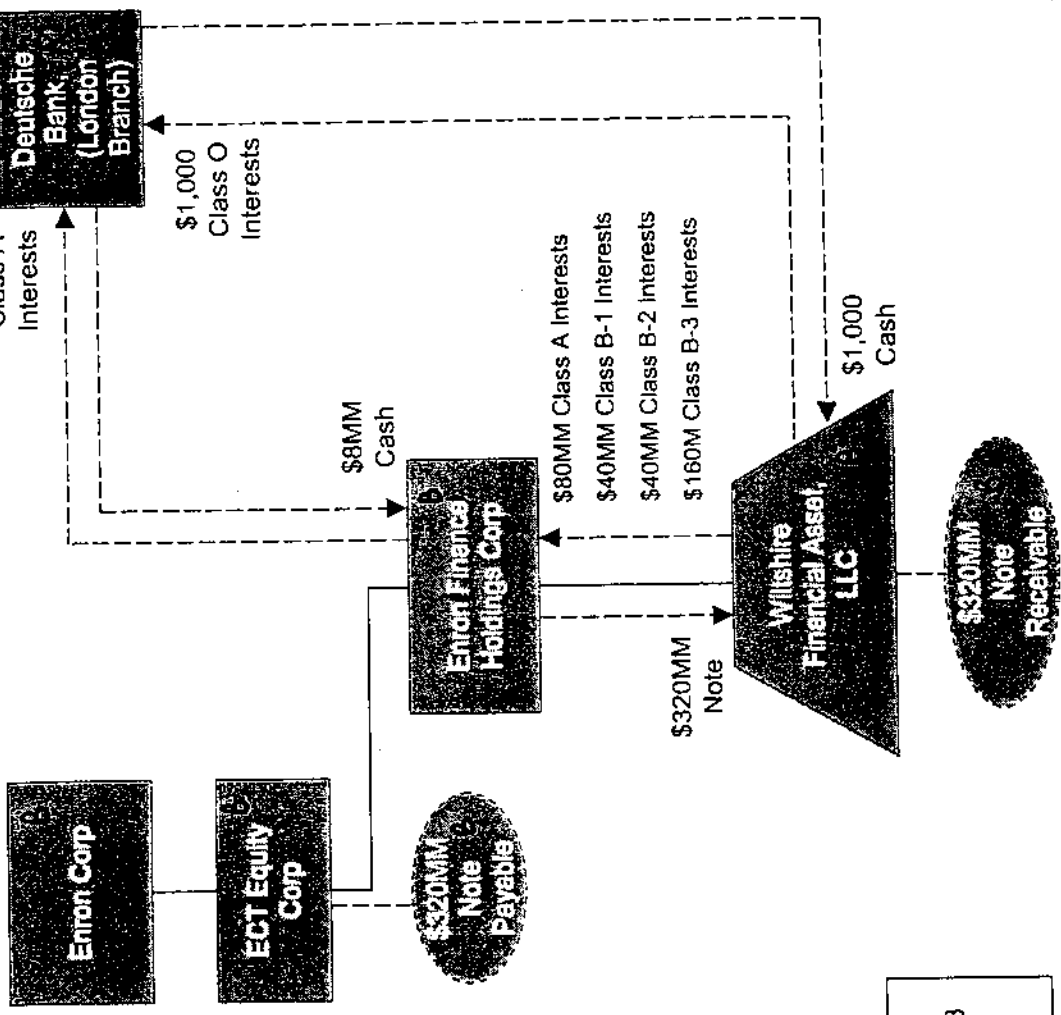 Enron Corp
ECT Equity
Corp
$320MM
Note
Payable
Interests
Deutsche
Bank,
(London
Branch)
$1,000
Class O
Interests
$8MM
Cash
Enron Finance
Holdings Corp
$80MM Class A Interests
$40MM Class B-1 Interests
$40MM Class B-2 Interests
$160M Class B-3 Interests
$320MM
Note
$1,000
Cash
Wiltshire
Financial Asset,
LLC
$320MM
Note
Receivable